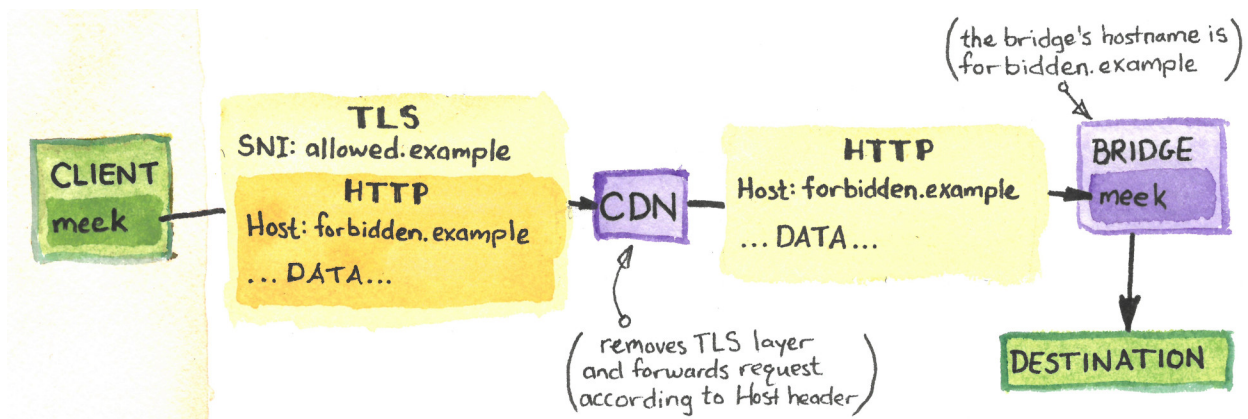 (the bridge's hostname is
forbidden.example)
TLS
SNI: allowed.example
HTTP
Host: forbidden.example
...DATA...
CLIENT
meek
CDN
HTTP
Host: forbidden.example
...DATA...
BRIDGE
meek
(removes TLS layer
and forwards request
according to Host header)
DESTINATION